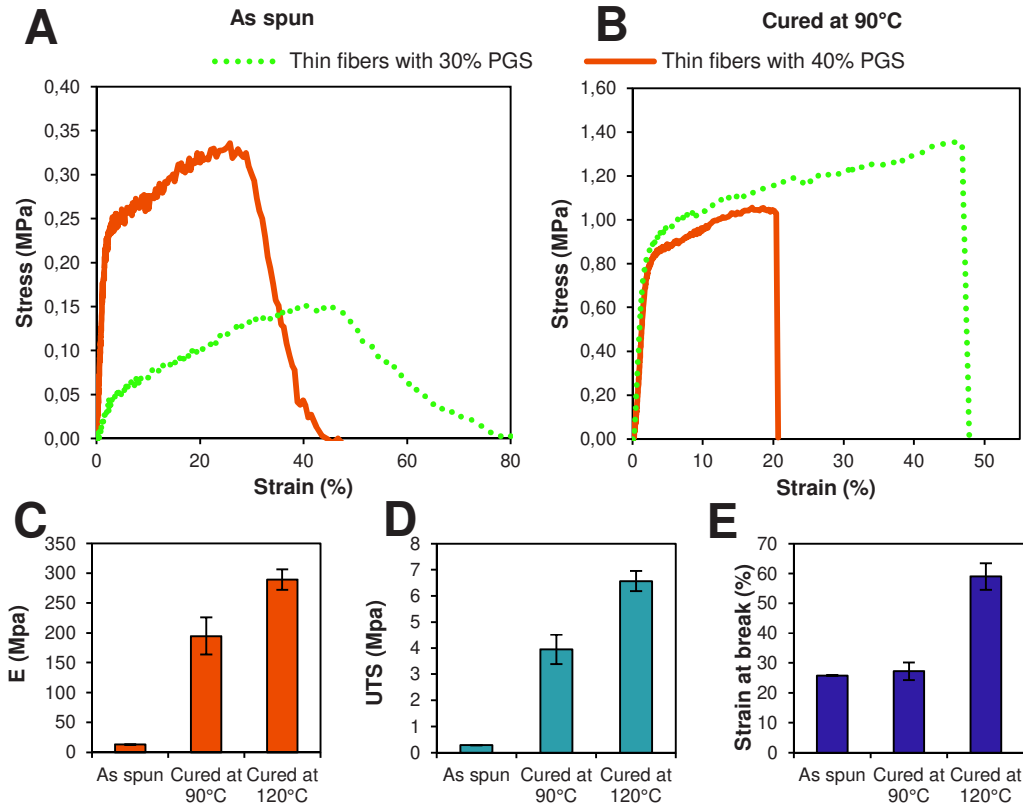 A
As spun
B
Cured at 90°C
Thin fibers with 30% PGS
Thin fibers with 40% PGS
0,40
0,35
0,30
0,25
0,20
0,15
0,10
0,05
0,00
Stress (MPa)
0
20
40
60
80
Strain (%)
1,60
1,40
1,20
1,00
0,80
0,60
0,40
0,20
0,00
Stress (MPa)
0
10
20
30
40
50
Strain (%)
C
350
300
250
200
150
100
50
0
E (Mpa)
As spun
Cured at
90°C
Cured at
120°C
D
8
7
6
5
4
3
2
1
0
UTS (Mpa)
As spun
Cured at
90°C
Cured at
120°C
E
70
60
50
40
30
20
10
0
Strain at break (%)
As spun
Cured at
90°C
Cured at
120°C